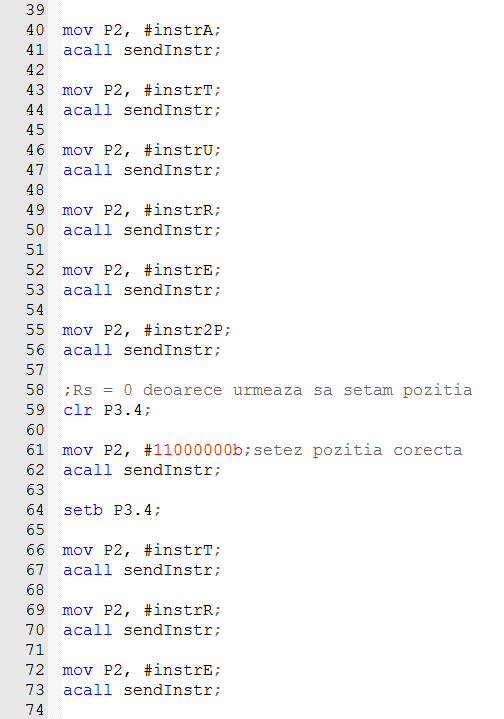 39
40 mov P2, #instrA;
41 acall sendInstr;
42
43 mov P2, #instrT;
44 acall sendInstr;
45
46 mov P2, #instrU;
47 acall sendInstr;
48
49 mov P2, #instrR;
50 acall sendInstr;
51
52 mov P2, #instrE;
53 acall sendInstr;
54
55 mov P2, #instr2P;
56 acall sendInstr;
57
58 ;Rs = 0 deoarece urmeaza sa setam pozitia
59 clr P3.4;
60
61 mov P2, #11000000b;setez pozitia corecta
62 acall sendInstr;
63
64 setb P3.4;
65
66 mov P2, #instrT;
67 acall sendInstr;
68
69 mov P2, #instrR;
70 acall sendInstr;
71
72 mov P2, #instrE;
73 acall sendInstr;
74